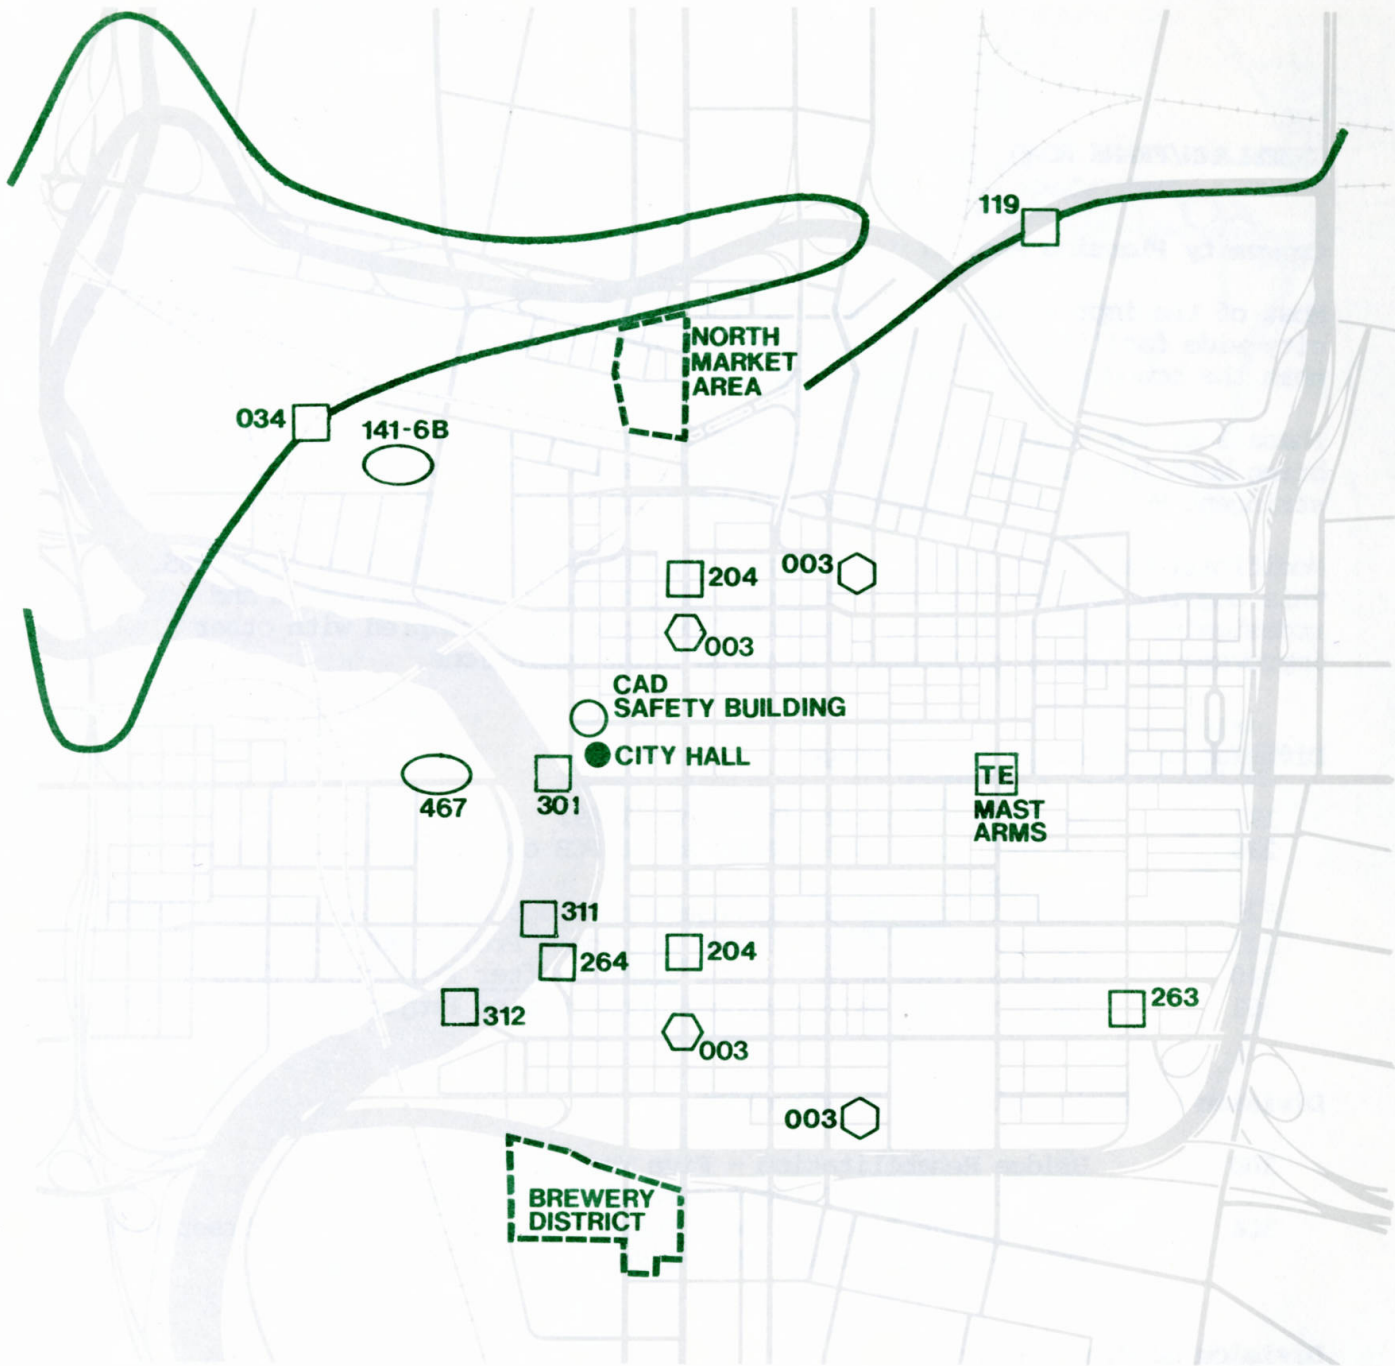 119
NORTH
MARKET
AREA
034
141-6B
204
003
003
CAD
SAFETY BUILDING
CITY HALL
TE
467
301
MAST
ARMS
311
204
264
263
312
003
003
BREWERY
DISTRICT